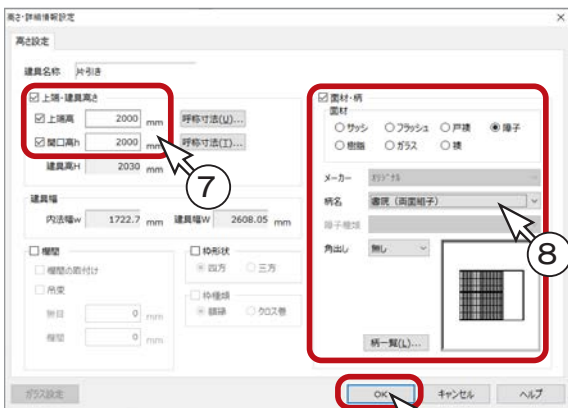 高さ・詳細情報設定
高さ設定
建具名称 片引き
上端・建具高さ
上端高 2000 mm 呼称寸法(U)...
開口高h 2000 mm 呼称寸法(I)...
建具高H 2030 mm
7
建具幅
内法幅w 1722.7 mm 建具幅W 2608.05 mm
欄間
欄間の取付け
吊束
無目 0 mm
欄間 0 mm
枠形状
四方 三方
枠種類
額縁 クロス巻
面材・柄
面材
サッシ フラッシュ 戸襖 障子
樹脂 ガラス 襖
メーカー オリジナル
柄名 書院（両面組子）
障子種類
8
角出し 無し
柄一覧(L)...
ガラス設定 OK キャンセル ヘルプ